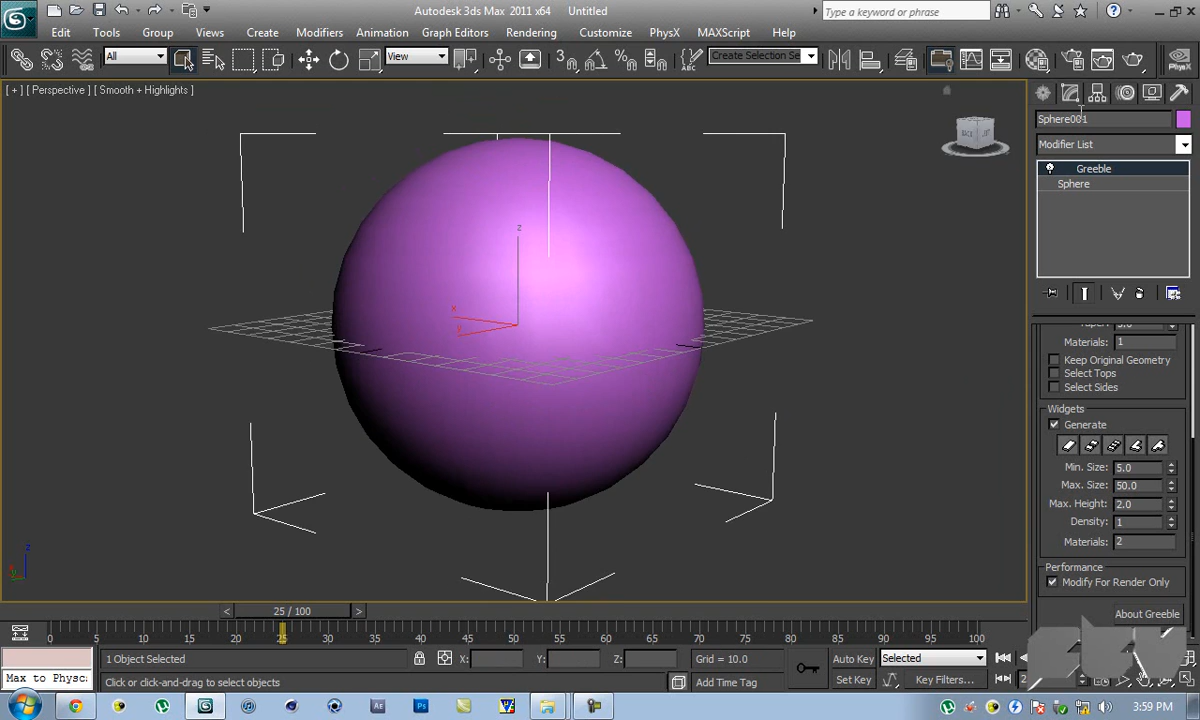 Autodesk 3ds Max 2011 x64 Untitled
Type a keyword or phrase
Edit Tools Group Views Create Modifiers Animation Graph Editors Rendering Customize PhysX MAXScript Help
All View Create Selection Se PhysX
[ + ] [ Perspective ] [ Smooth + Highlights ]
Sphere001
Modifier List
Greeble
Sphere
Materials: 1
Keep Original Geometry
Select Tops
Select Sides
Widgets
Generate
Min. Size: 5.0
Max. Size: 50.0
Max. Height: 2.0
Density: 1
Materials: 2
Performance
Modify For Render Only
About Greeble
z
x
y
z
< 25 / 100 >
0 5 10 15 20 25 30 35 40 45 50 55 60 65 70 75 80 85 90 95 100
1 Object Selected X: Y: Z: Grid = 10.0 Auto Key Selected
Max to Physc: Click or click-and-drag to select objects Add Time Tag Set Key Key Filters...
3:59 PM